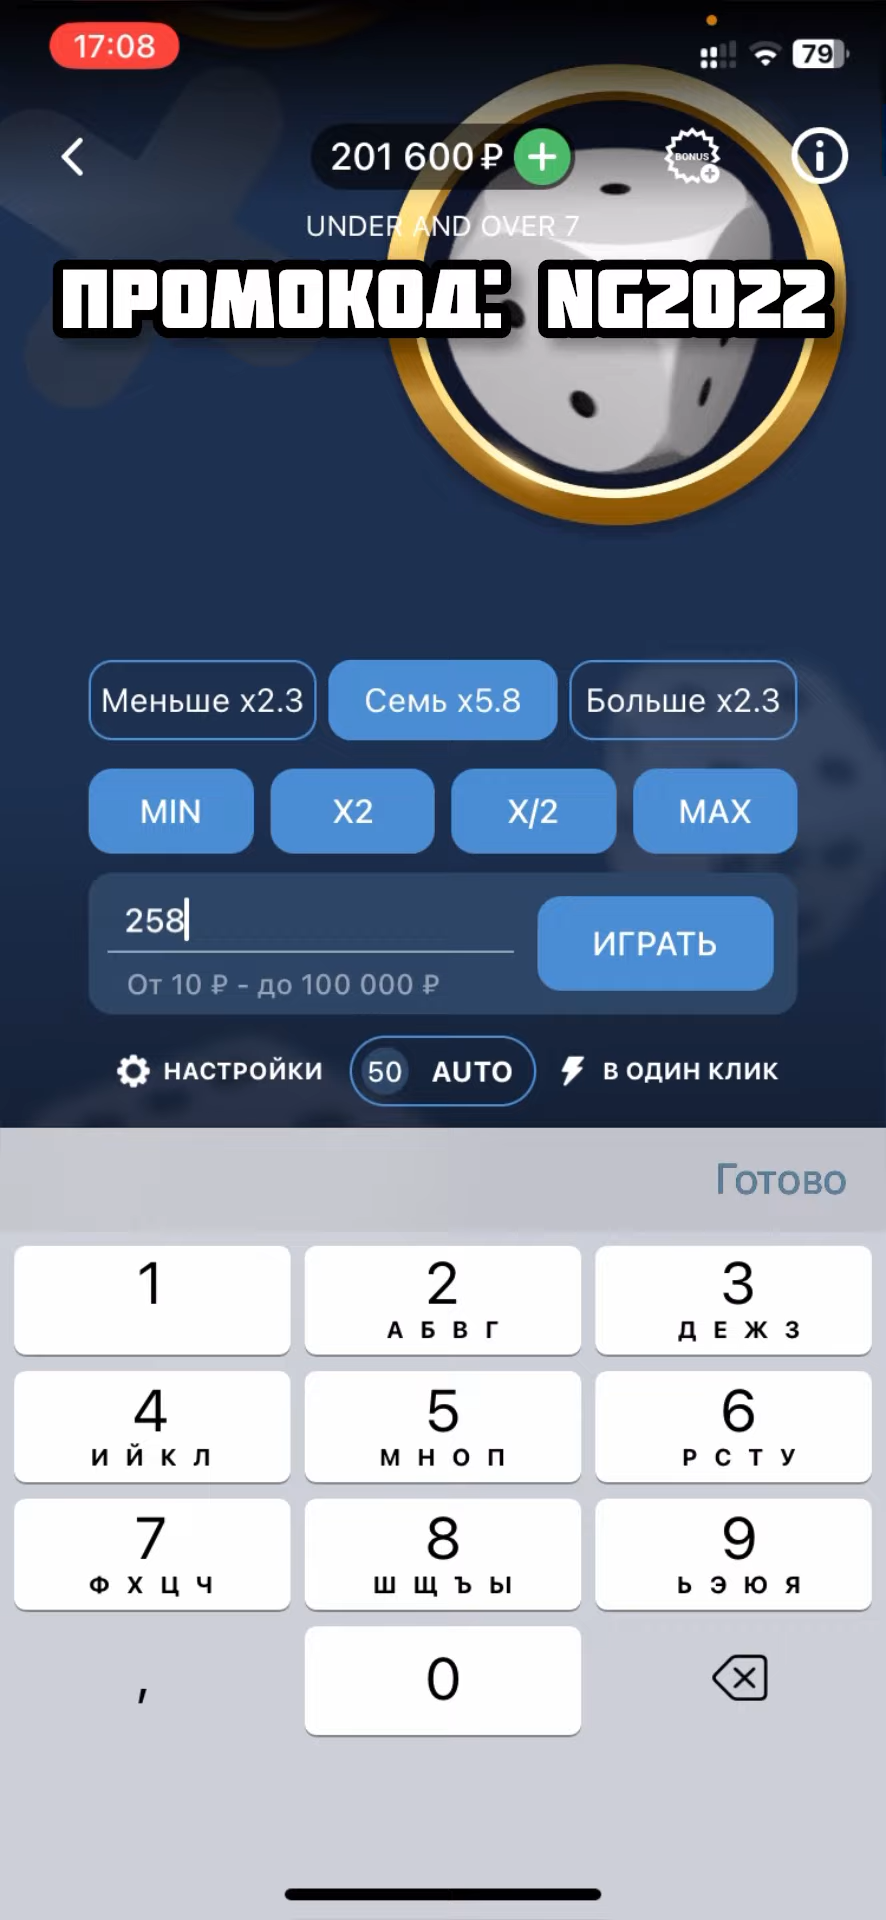 17:08
79
201 600 ₽
BONUS
UNDER AND OVER 7
ПРОМОКОД: NG2022
Меньше x2.3 Семь x5.8 Больше x2.3
MIN X2 X/2 MAX
258
ИГРАТЬ
От 10 ₽ - до 100 000 ₽
НАСТРОЙКИ 50 AUTO В ОДИН КЛИК
Готово
1 2 3
А Б В Г Д Е Ж З
4 5 6
И Й К Л М Н О П Р С Т У
7 8 9
Ф Х Ц Ч Ш Щ Ъ Ы Ь Э Ю Я
, 0